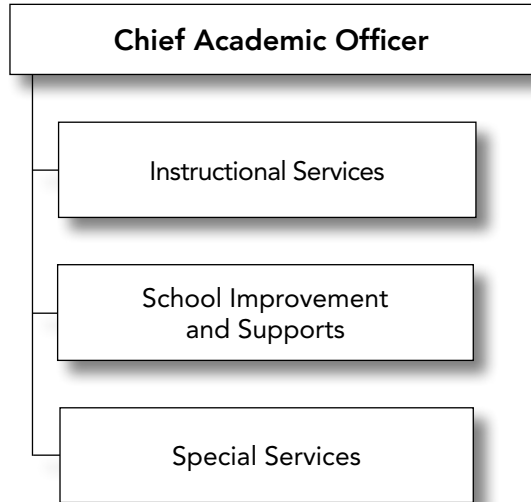 Chief Academic Officer
Instructional Services
School Improvement
and Supports
Special Services